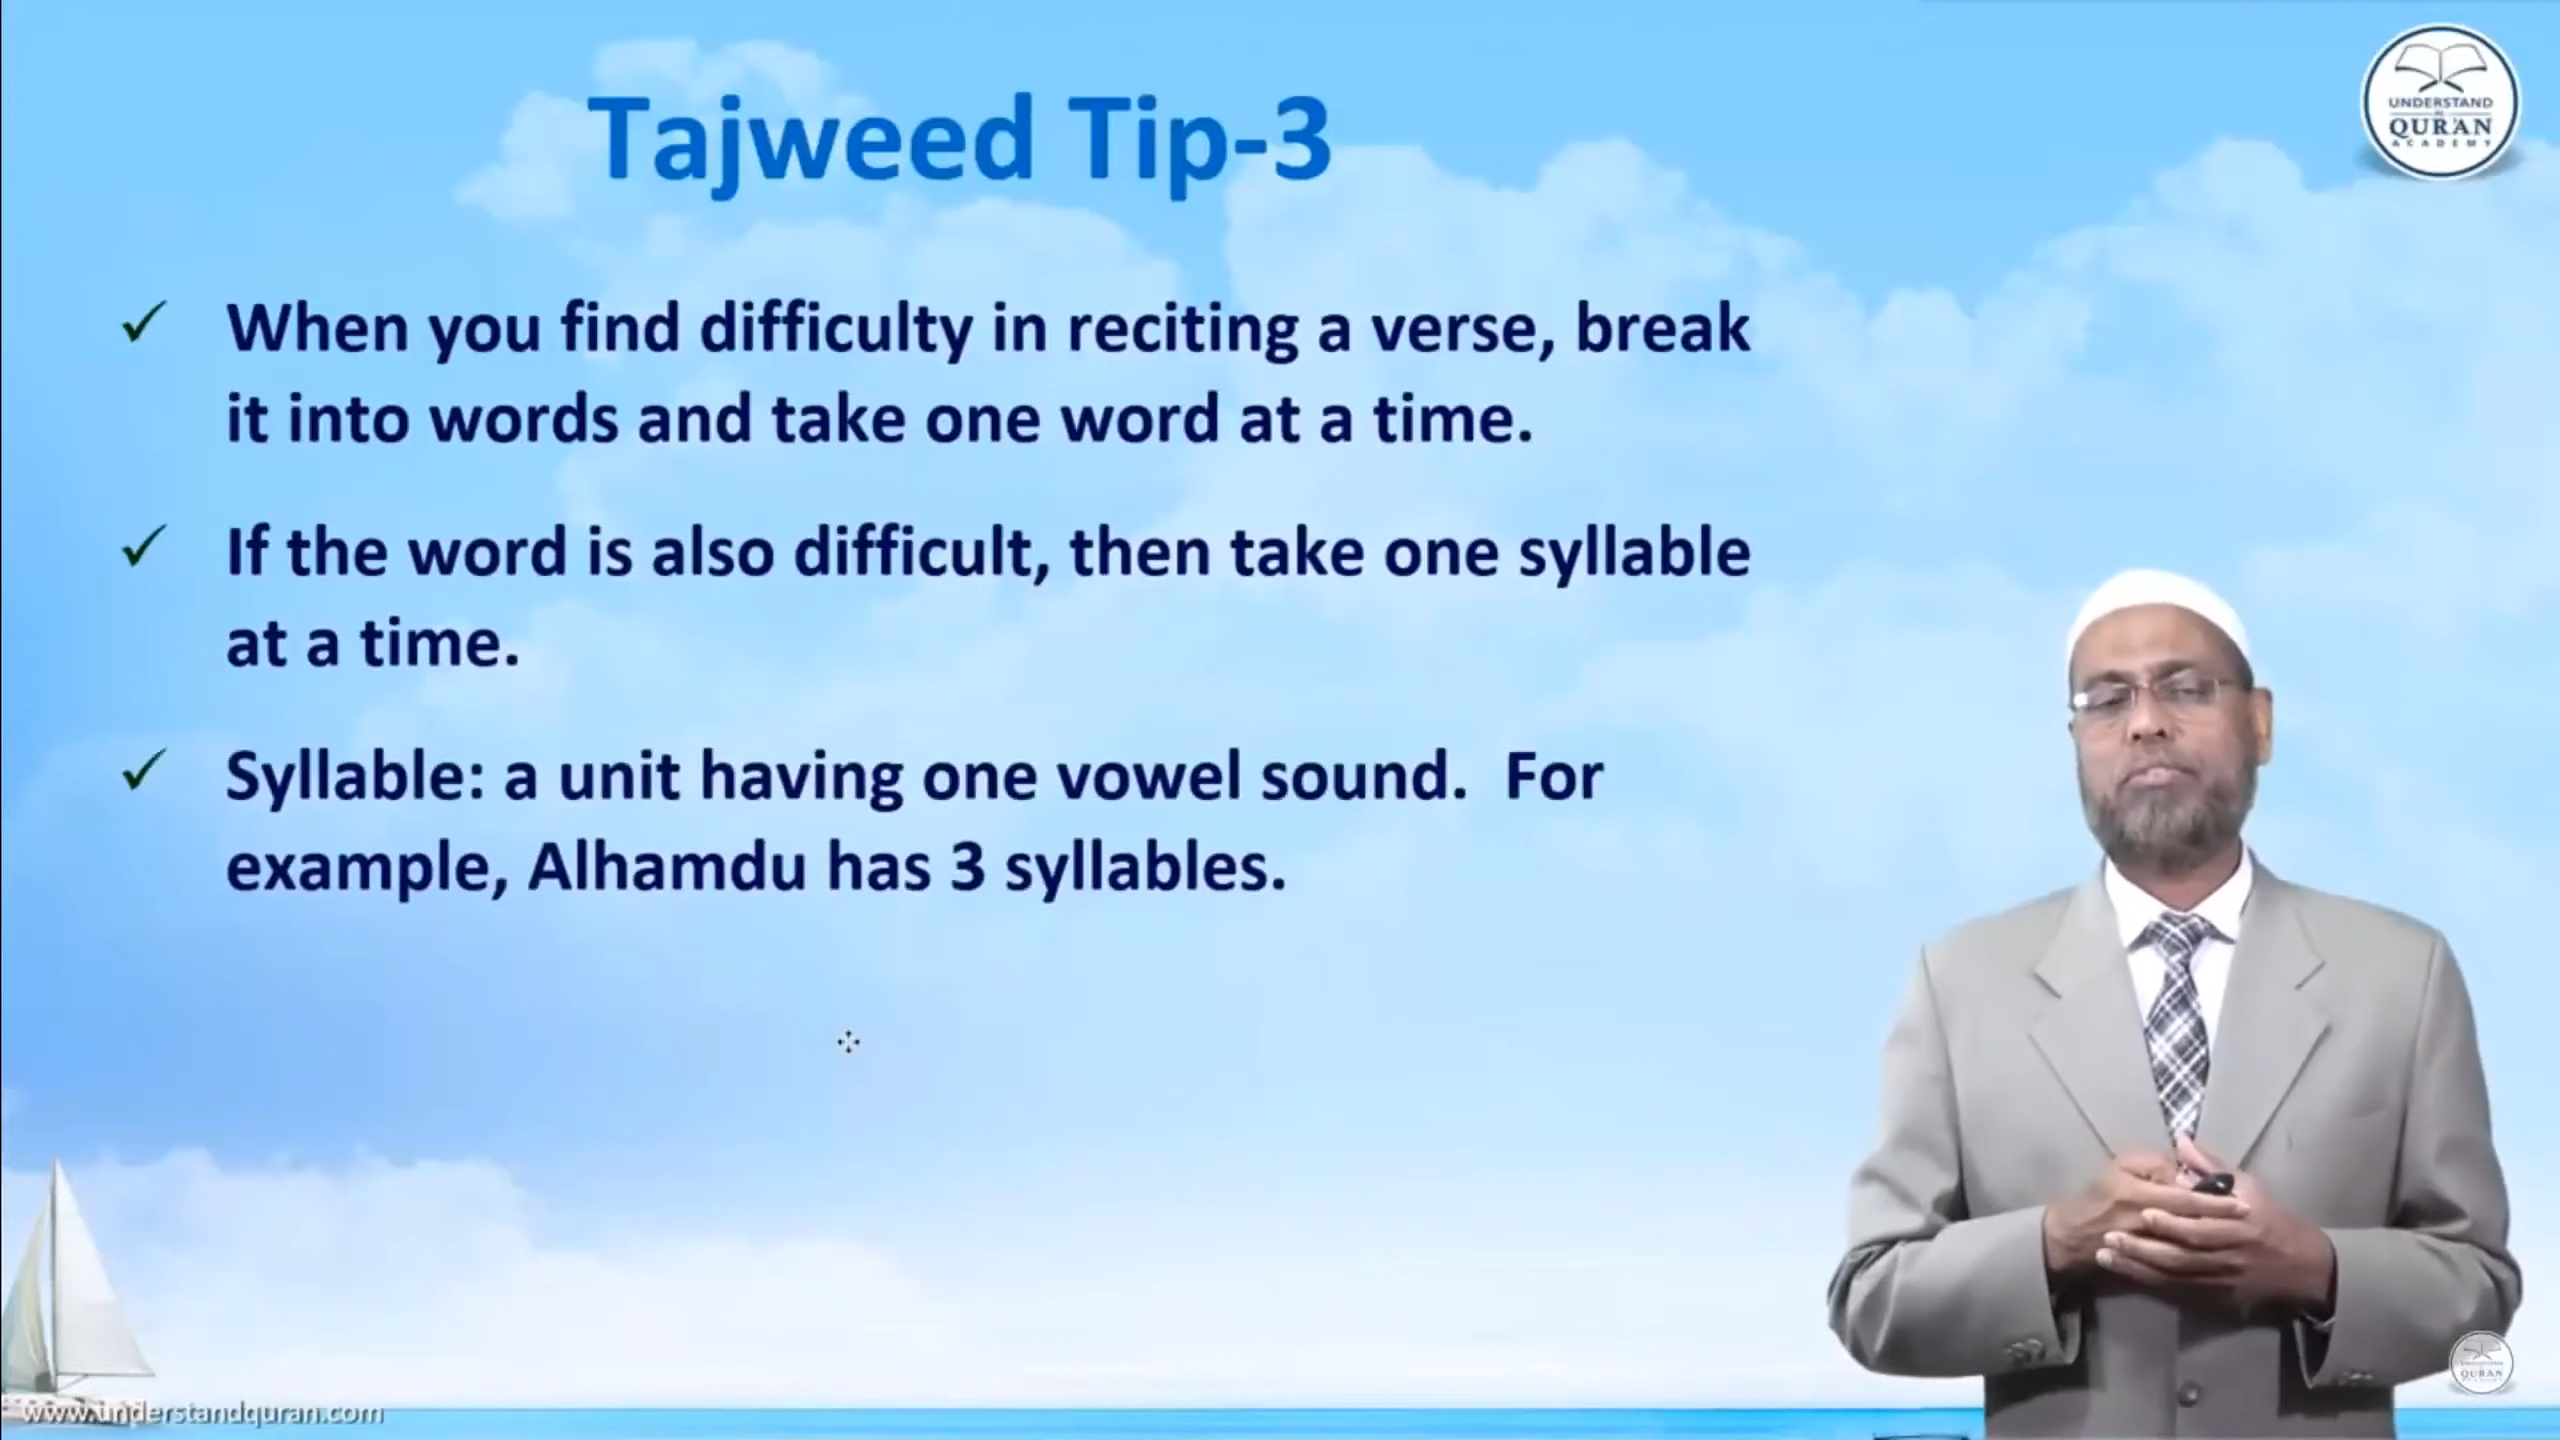 Tajweed Tip-3
UNDERSTAND
QUR'AN
ACADEMY
✓ When you find difficulty in reciting a verse, break
it into words and take one word at a time.
✓ If the word is also difficult, then take one syllable
at a time.
✓ Syllable: a unit having one vowel sound.  For
example, Alhamdu has 3 syllables.
QURAN
www.understandquran.com